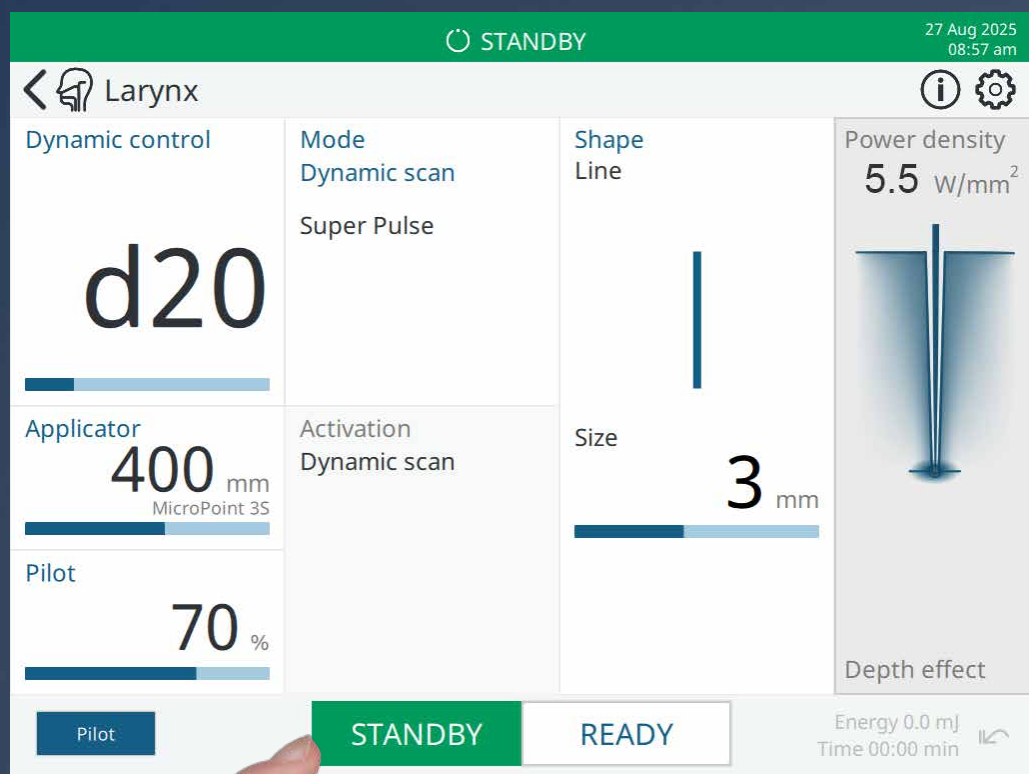 STANDBY
27 Aug 2025
08:57 am
Larynx
i
Dynamic control
d20
Mode
Dynamic scan
Super Pulse
Shape
Line
Power density
5.5 W/mm²
Applicator
400 mm
MicroPoint 3S
Activation
Dynamic scan
Size
3 mm
Pilot
70 %
Depth effect
Pilot
STANDBY
READY
Energy 0.0 mJ
Time 00:00 min